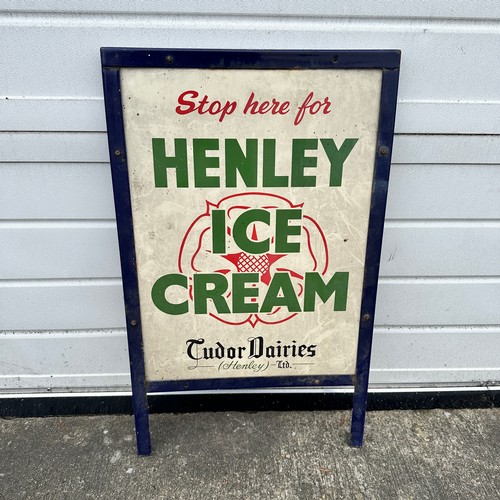 Stop here for
HENLEY
ICE
CREAM
Tudor Dairies
(Henley) Ltd.